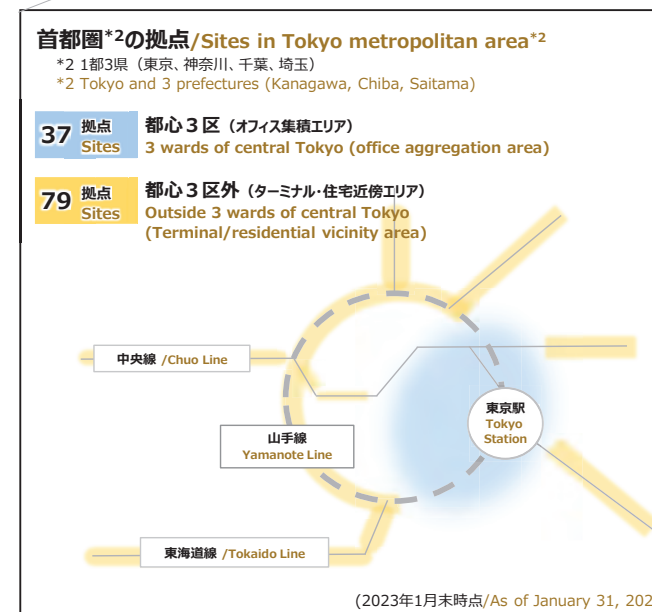 首都圏*2の拠点/Sites in Tokyo metropolitan area*2
*2 1都3県（東京、神奈川、千葉、埼玉）
*2 Tokyo and 3 prefectures (Kanagawa, Chiba, Saitama)
37 拠点 Sites
都心３区（オフィス集積エリア）
3 wards of central Tokyo (office aggregation area)
79 拠点 Sites
都心３区外（ターミナル・住宅近傍エリア）
Outside 3 wards of central Tokyo
(Terminal/residential vicinity area)
中央線 /Chuo Line
東京駅
Tokyo
Station
山手線
Yamanote Line
東海道線 /Tokaido Line
(2023年1月末時点/As of January 31, 202